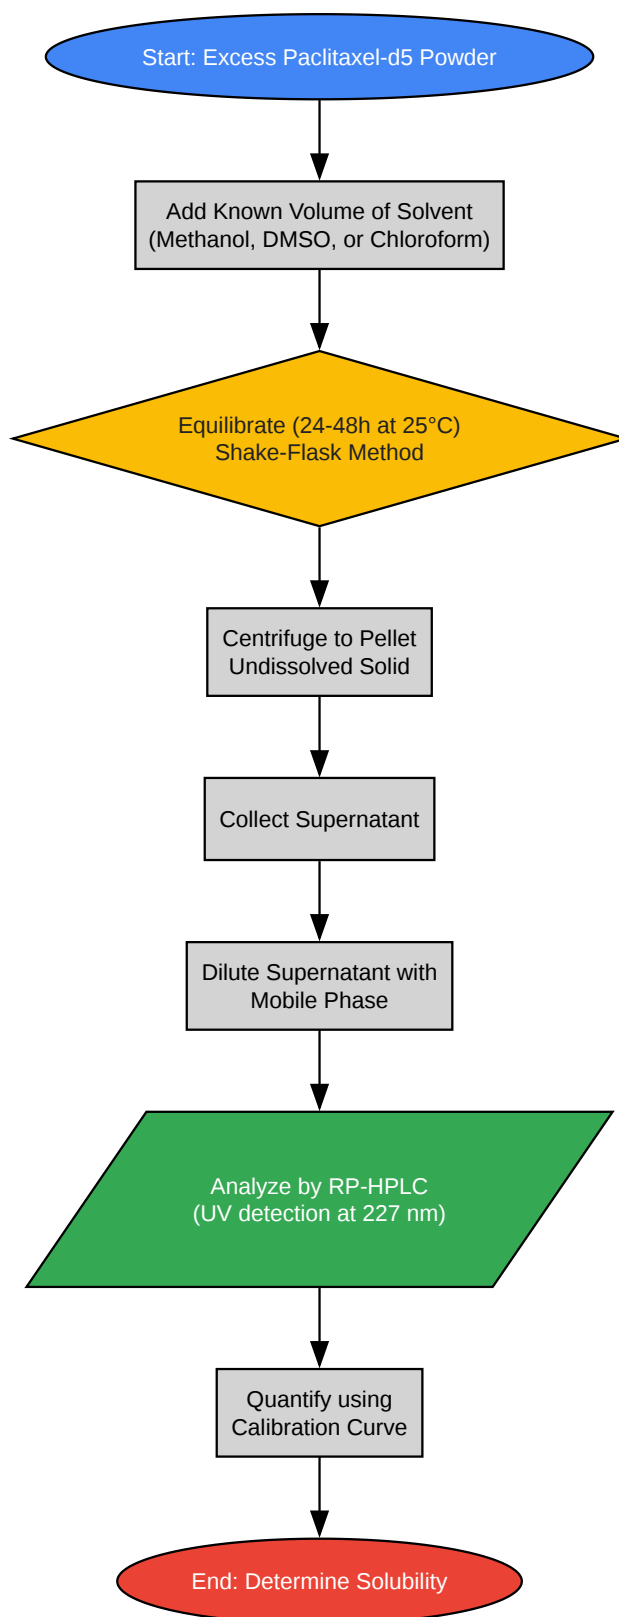 Start: Excess Paclitaxel-d5 Powder
Add Known Volume of Solvent
(Methanol, DMSO, or Chloroform)
Equilibrate (24-48h at 25°C)
Shake-Flask Method
Centrifuge to Pellet
Undissolved Solid
Collect Supernatant
Dilute Supernatant with
Mobile Phase
Analyze by RP-HPLC
(UV detection at 227 nm)
Quantify using
Calibration Curve
End: Determine Solubility